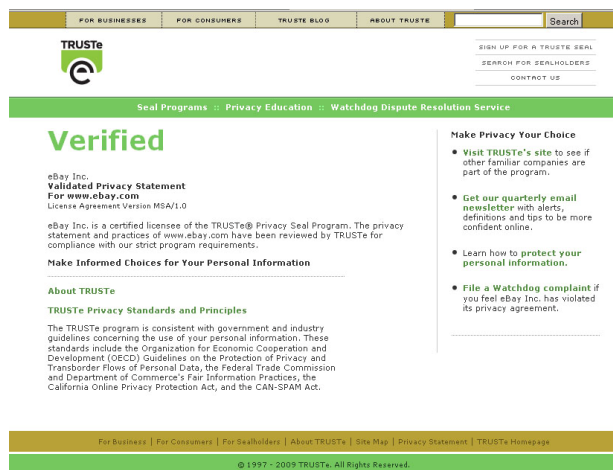 FOR BUSINESSES FOR CONSUMERS TRUSTE BLOG ABOUT TRUSTE Search
TRUSTe
SIGN UP FOR A TRUSTE SEAL
SEARCH FOR SEALHOLDERS
CONTACT US
Seal Programs :: Privacy Education :: Watchdog Dispute Resolution Service
Verified
eBay Inc.
Validated Privacy Statement
For www.ebay.com
License Agreement Version MSA/1.0
eBay Inc. is a certified licensee of the TRUSTe® Privacy Seal Program. The privacy
statement and practices of www.ebay.com have been reviewed by TRUSTe for
compliance with our strict program requirements.
Make Informed Choices for Your Personal Information
About TRUSTe
TRUSTe Privacy Standards and Principles
The TRUSTe program is consistent with government and industry
guidelines concerning the use of your personal information. These
standards include the Organization for Economic Cooperation and
Development (OECD) Guidelines on the Protection of Privacy and
Transborder Flows of Personal Data, the Federal Trade Commission
and Department of Commerce's Fair Information Practices, the
California Online Privacy Protection Act, and the CAN-SPAM Act.
Make Privacy Your Choice
Visit TRUSTe's site to see if
other familiar companies are
part of the program.
Get our quarterly email
newsletter with alerts,
definitions and tips to be more
confident online.
Learn how to protect your
personal information.
File a Watchdog complaint if
you feel eBay Inc. has violated
its privacy agreement.
For Business | For Consumers | For Sealholders | About TRUSTe | Site Map | Privacy Statement | TRUSTe Homepage
© 1997 - 2009 TRUSTe. All Rights Reserved.